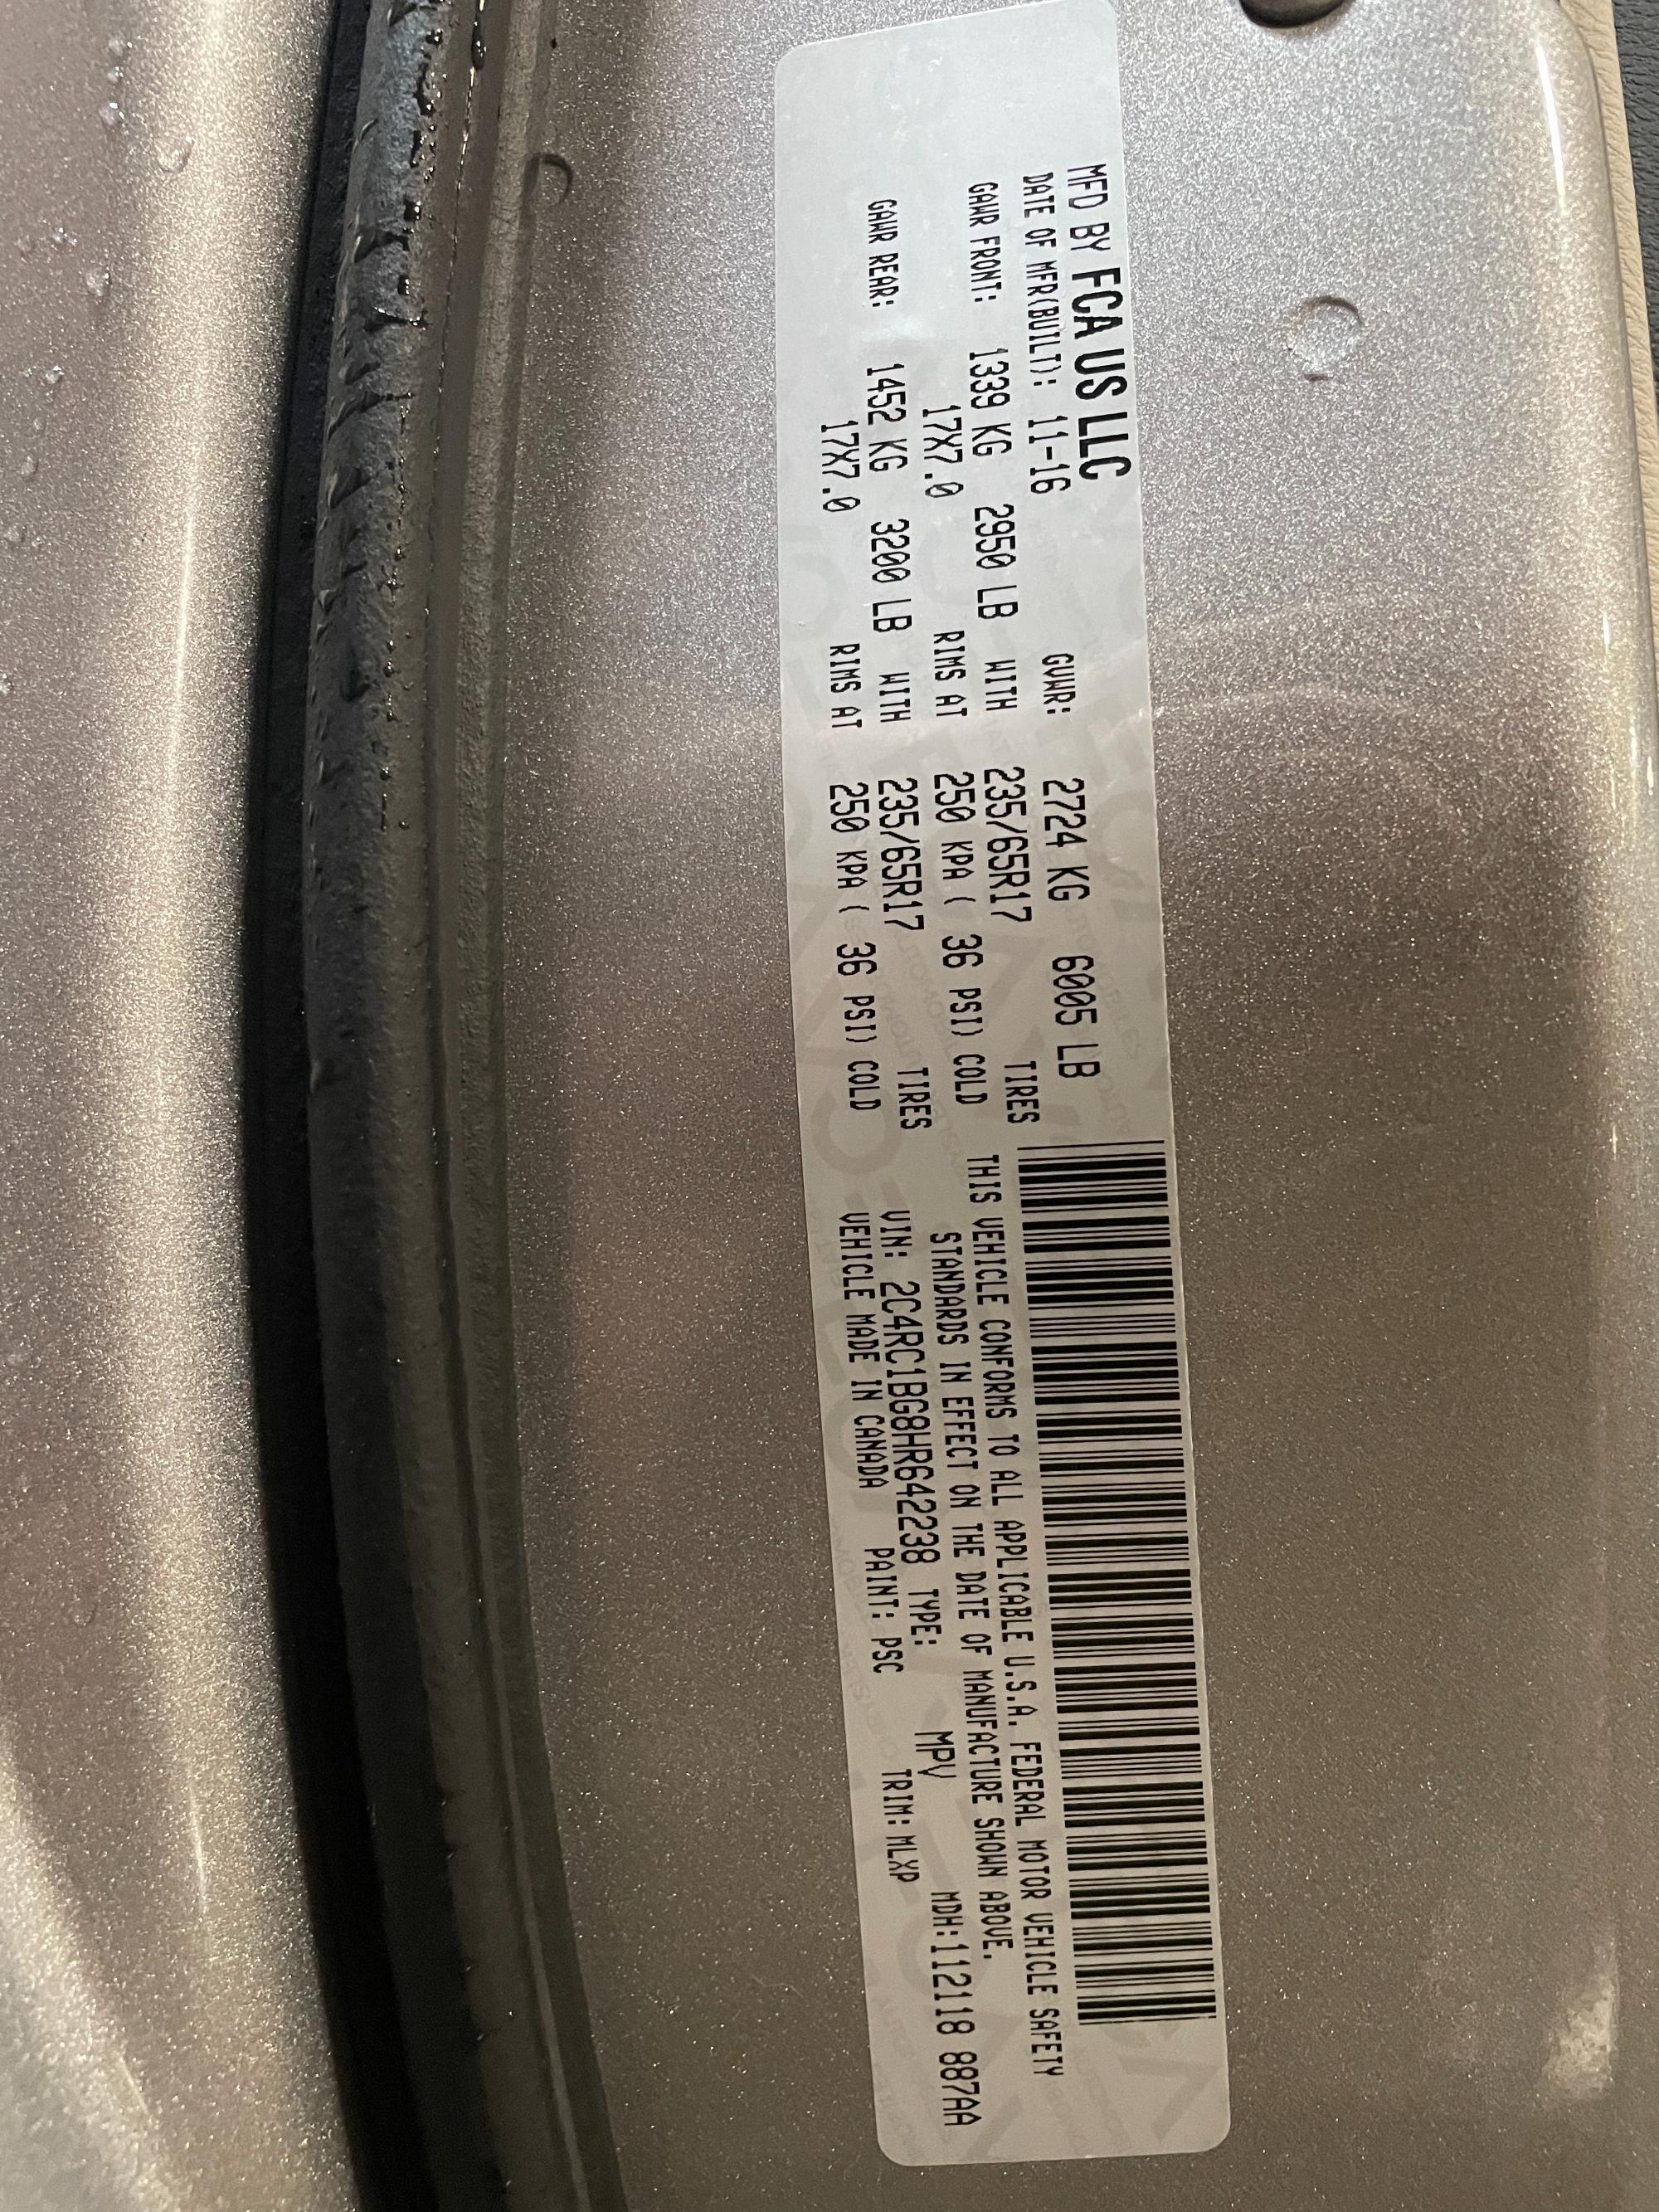 MFD BY FCA US LLC
DATE OF MFR(BUILT): 11-16 GVWR: 2724 KG 6005 LB
GAWR FRONT: 1339 KG 2950 LB WITH 235/65R17 TIRES
17X7.0 RIMS AT 250 KPA ( 36 PSI) COLD
GAWR REAR: 1452 KG 3200 LB WITH 235/65R17 TIRES
17X7.0 RIMS AT 250 KPA ( 36 PSI) COLD
THIS VEHICLE CONFORMS TO ALL APPLICABLE U.S.A. FEDERAL MOTOR VEHICLE SAFETY
STANDARDS IN EFFECT ON THE DATE OF MANUFACTURE SHOWN ABOVE.
VIN: 2C4RC1BG8HR642238 TYPE: MPV MDH:112118 887AA
VEHICLE MADE IN CANADA PAINT: PSC TRIM: MLXP